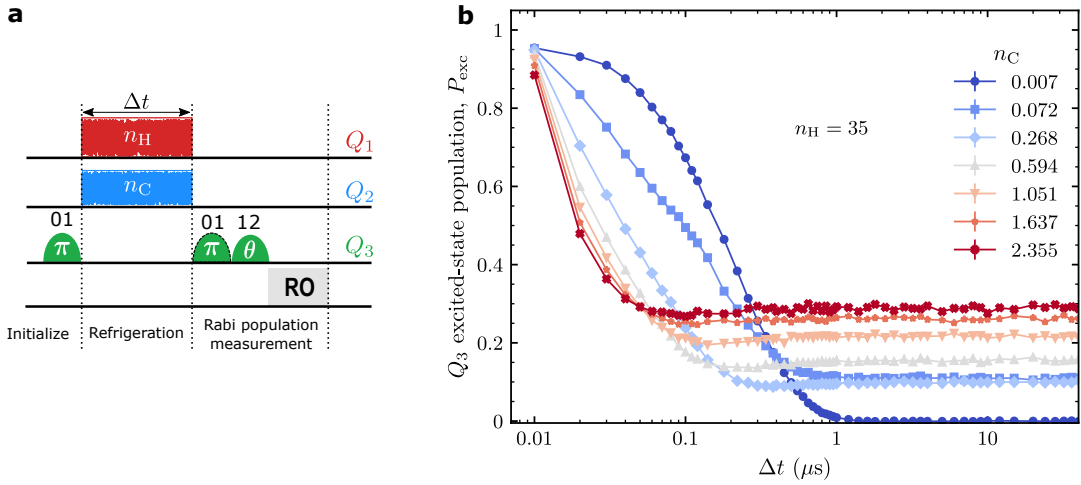 a
Δt
n_H
Q_1
n_C
Q_2
01
01 12
π
π
θ
Q_3
RO
Initialize
Refrigeration
Rabi population
measurement
b
Q_3 excited-state population, P_exc
1
0.8
0.6
0.4
0.2
0
n_H = 35
n_C
0.007
0.072
0.268
0.594
1.051
1.637
2.355
0.01
0.1
1
10
Δt (μs)